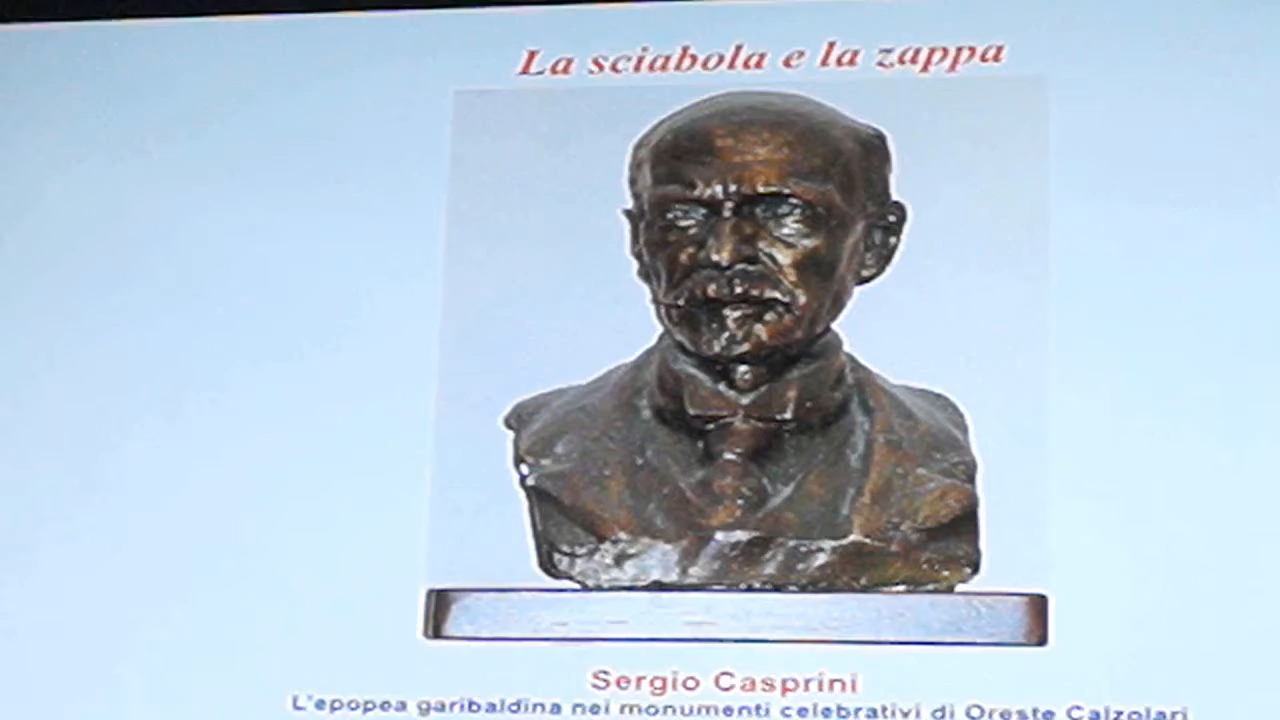 La sciabola e la zappa
Sergio Casprini
L'epopea garibaldina nei monumenti celebrativi di Oreste Calzolari